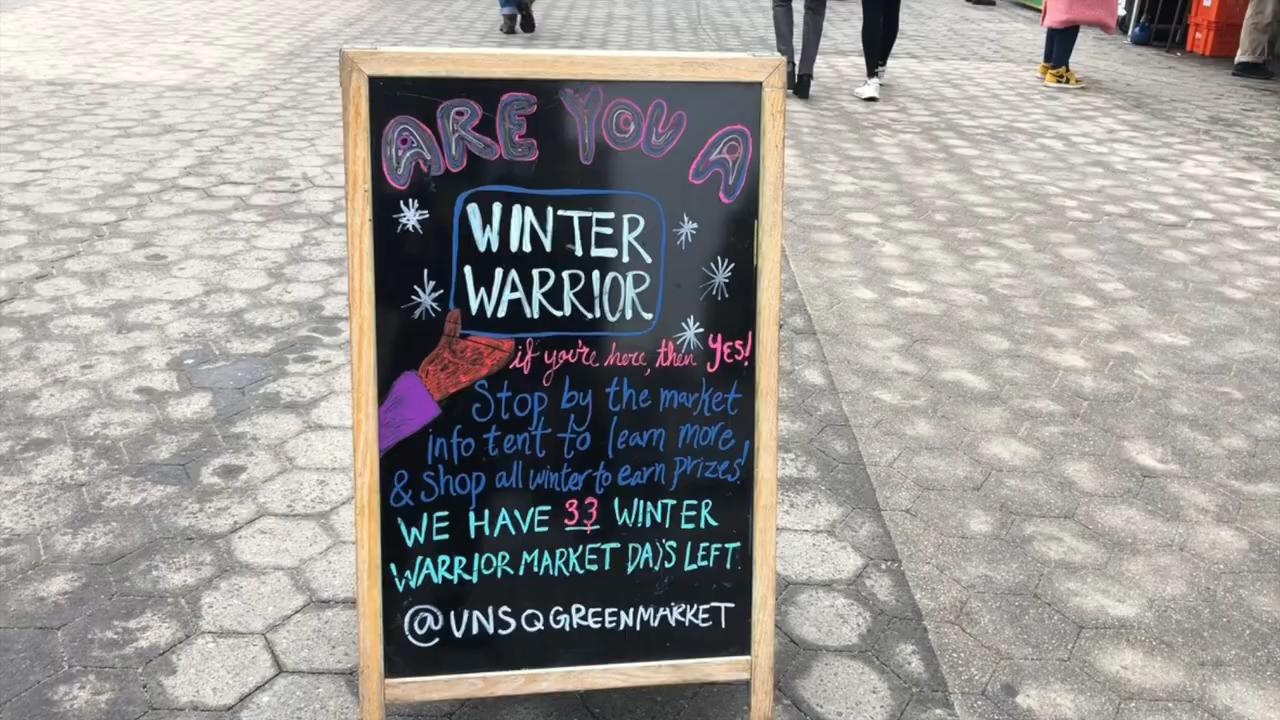 ARE YOU A
WINTER
WARRIOR
if you're here, then YES!
Stop by the market
info tent to learn more,
& Shop all winter to earn prizes!
WE HAVE 33 WINTER
WARRIOR MARKET DAYS LEFT.
@UNSQGREENMARKET